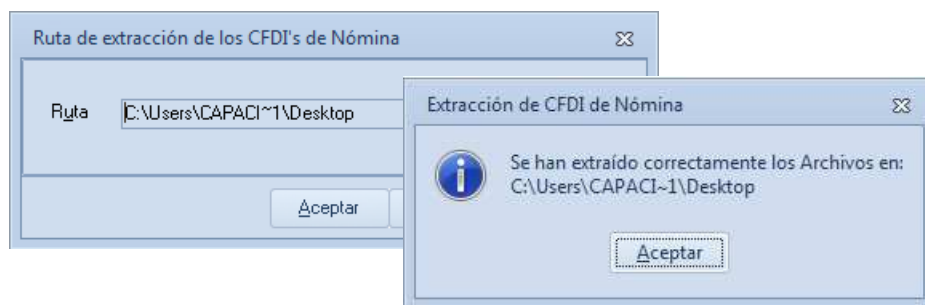 Ruta de extracción de los CFDI's de Nómina
Ruta C:\Users\CAPACI~1\Desktop
Aceptar
Extracción de CFDI de Nómina
Se han extraído correctamente los Archivos en:
C:\Users\CAPACI~1\Desktop
Aceptar